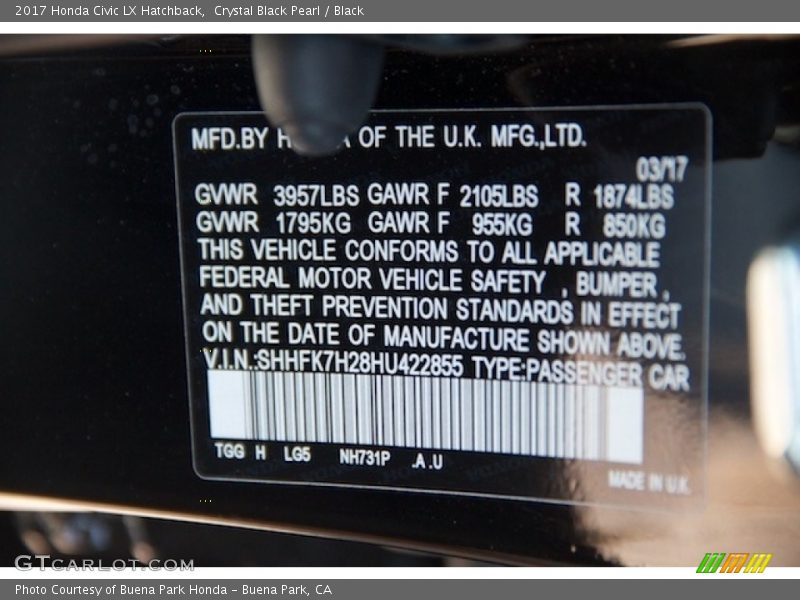 2017 Honda Civic LX Hatchback, Crystal Black Pearl / Black
MFD.BY H A OF THE U.K. MFG.,LTD.
03/17
GVWR 3957LBS GAWR F 2105LBS R 1874LBS
GVWR 1795KG GAWR F 955KG R 850KG
THIS VEHICLE CONFORMS TO ALL APPLICABLE
FEDERAL MOTOR VEHICLE SAFETY , BUMPER ,
AND THEFT PREVENTION STANDARDS IN EFFECT
ON THE DATE OF MANUFACTURE SHOWN ABOVE.
V.I.N.:SHHFK7H28HU422855 TYPE:PASSENGER CAR
TGG H LG5 NH731P .A.U
MADE IN U.K.
GTCARLOT.COM
Photo Courtesy of Buena Park Honda – Buena Park, CA